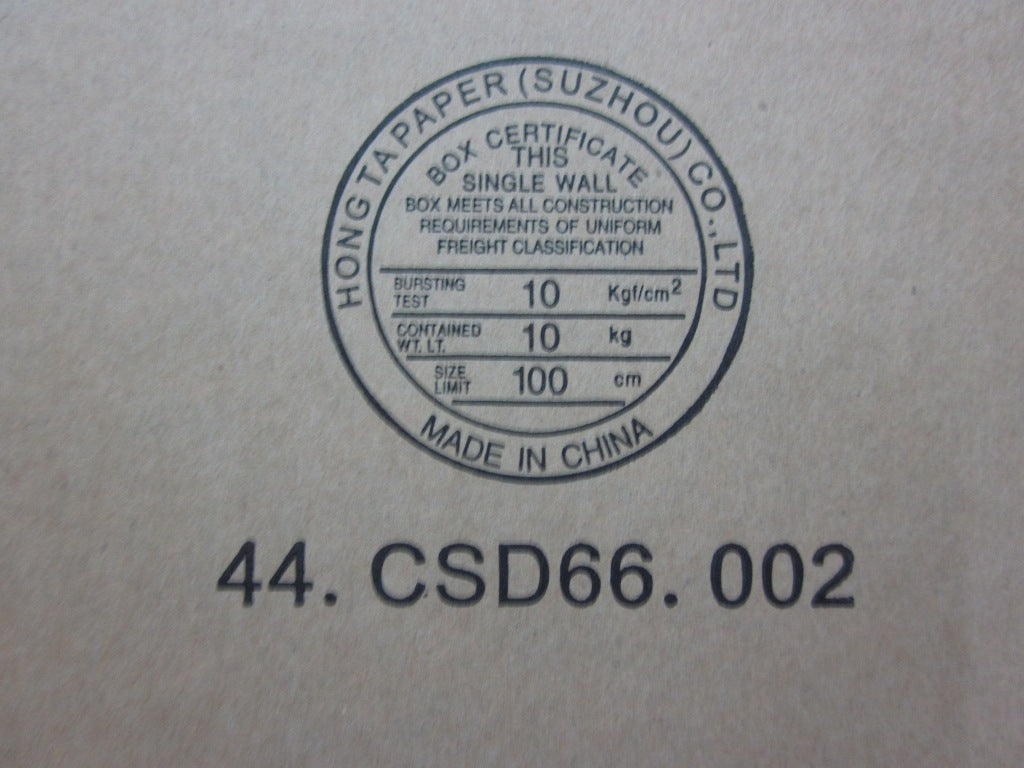 HONG TA PAPER (SUZHOU) CO.,LTD
BOX CERTIFICATE
THIS
SINGLE WALL
BOX MEETS ALL CONSTRUCTION
REQUIREMENTS OF UNIFORM
FREIGHT CLASSIFICATION
BURSTING TEST 10 Kgf/cm²
CONTAINED WT. LT. 10 kg
SIZE LIMIT 100 cm
MADE IN CHINA
44. CSD66. 002